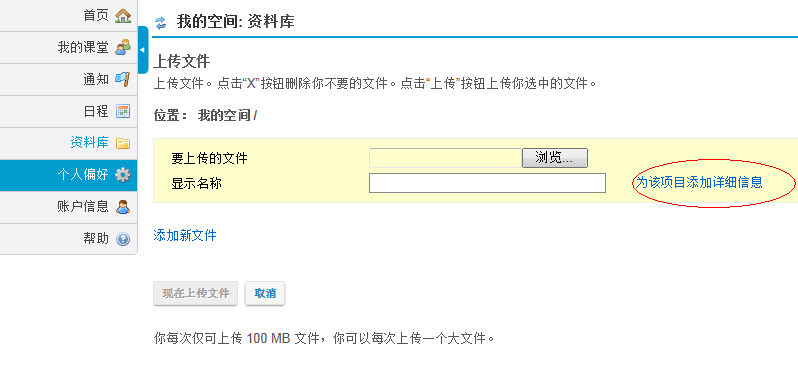 首页
我的课堂
通知
日程
资料库
个人偏好
账户信息
帮助
我的空间: 资料库
上传文件
上传文件。点击“X”按钮删除你不要的文件。点击“上传”按钮上传你选中的文件。
位置： 我的空间 /
要上传的文件 浏览...
显示名称 为该项目添加详细信息
添加新文件
现在上传文件 取消
你每次仅可上传 100 MB 文件，你可以每次上传一个大文件。